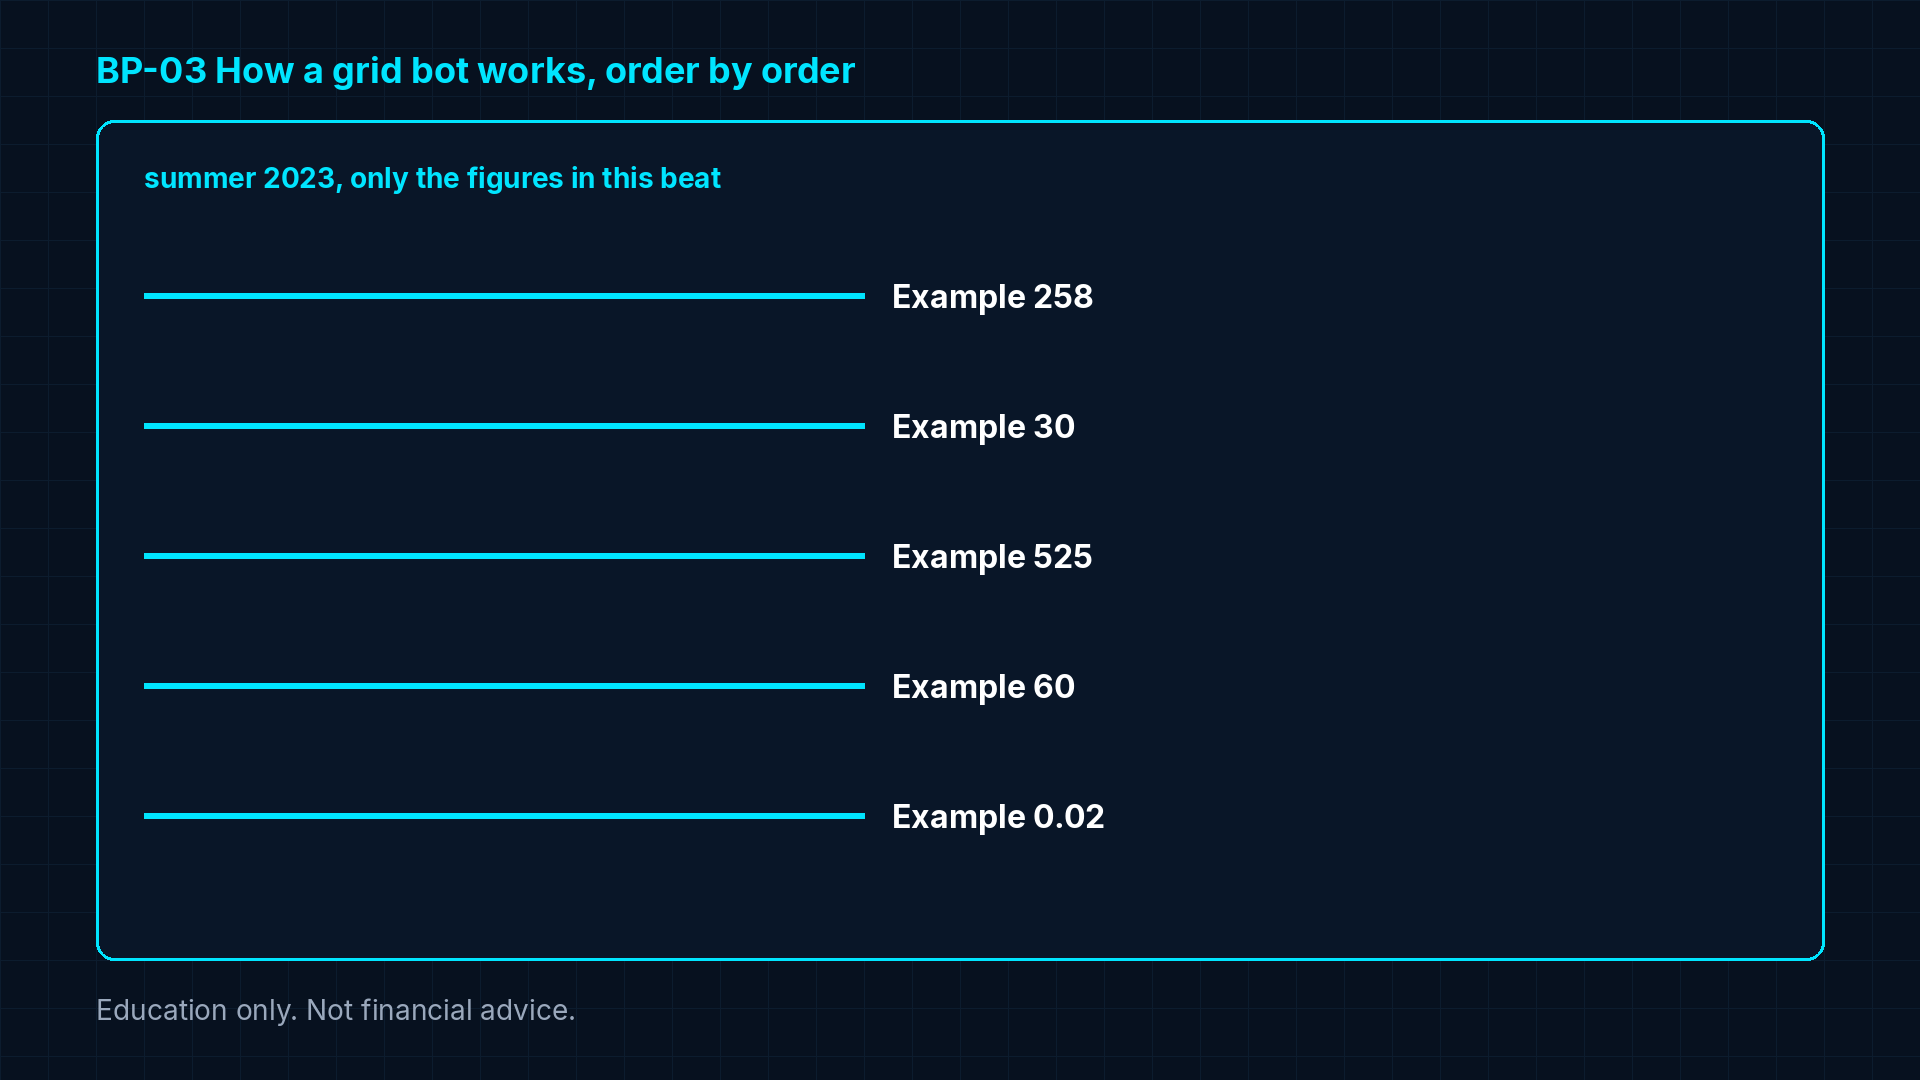 BP-03 How a grid bot works, order by order
summer 2023, only the figures in this beat
Example 258
Example 30
Example 525
Example 60
Example 0.02
Education only. Not financial advice.